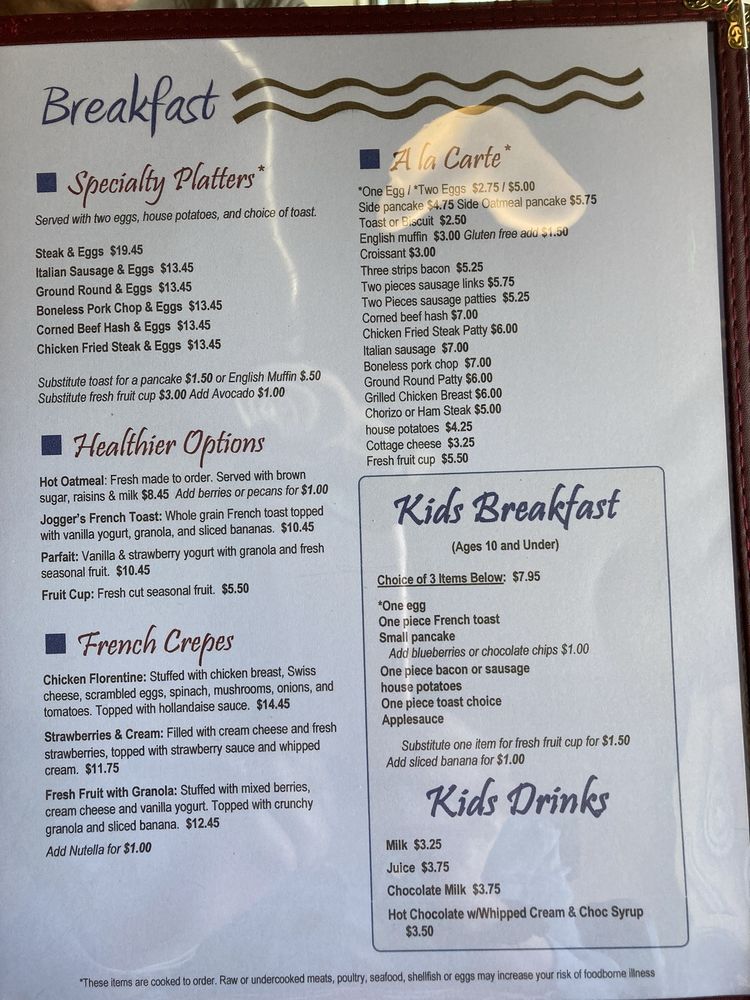 Breakfast
Specialty Platters*
Served with two eggs, house potatoes, and choice of toast.
Steak & Eggs $19.45
Italian Sausage & Eggs $13.45
Ground Round & Eggs $13.45
Boneless Pork Chop & Eggs $13.45
Corned Beef Hash & Eggs $13.45
Chicken Fried Steak & Eggs $13.45
Substitute toast for a pancake $1.50 or English Muffin $.50
Substitute fresh fruit cup $3.00 Add Avocado $1.00
Healthier Options
Hot Oatmeal: Fresh made to order. Served with brown
sugar, raisins & milk $8.45 Add berries or pecans for $1.00
Jogger's French Toast: Whole grain French toast topped
with vanilla yogurt, granola, and sliced bananas. $10.45
Parfait: Vanilla & strawberry yogurt with granola and fresh
seasonal fruit. $10.45
Fruit Cup: Fresh cut seasonal fruit. $5.50
French Crepes
Chicken Florentine: Stuffed with chicken breast, Swiss
cheese, scrambled eggs, spinach, mushrooms, onions, and
tomatoes. Topped with hollandaise sauce. $14.45
Strawberries & Cream: Filled with cream cheese and fresh
strawberries, topped with strawberry sauce and whipped
cream. $11.75
Fresh Fruit with Granola: Stuffed with mixed berries,
cream cheese and vanilla yogurt. Topped with crunchy
granola and sliced banana. $12.45
Add Nutella for $1.00
A la Carte*
*One Egg / *Two Eggs $2.75 / $5.00
Side pancake $4.75 Side Oatmeal pancake $5.75
Toast or Biscuit $2.50
English muffin $3.00 Gluten free add $1.50
Croissant $3.00
Three strips bacon $5.25
Two pieces sausage links $5.75
Two Pieces sausage patties $5.25
Corned beef hash $7.00
Chicken Fried Steak Patty $6.00
Italian sausage $7.00
Boneless pork chop $7.00
Ground Round Patty $6.00
Grilled Chicken Breast $6.00
Chorizo or Ham Steak $5.00
house potatoes $4.25
Cottage cheese $3.25
Fresh fruit cup $5.50
Kids Breakfast
(Ages 10 and Under)
Choice of 3 Items Below: $7.95
*One egg
One piece French toast
Small pancake
Add blueberries or chocolate chips $1.00
One piece bacon or sausage
house potatoes
One piece toast choice
Applesauce
Substitute one item for fresh fruit cup for $1.50
Add sliced banana for $1.00
Kids Drinks
Milk $3.25
Juice $3.75
Chocolate Milk $3.75
Hot Chocolate w/Whipped Cream & Choc Syrup
$3.50
*These items are cooked to order. Raw or undercooked meats, poultry, seafood, shellfish or eggs may increase your risk of foodborne illness